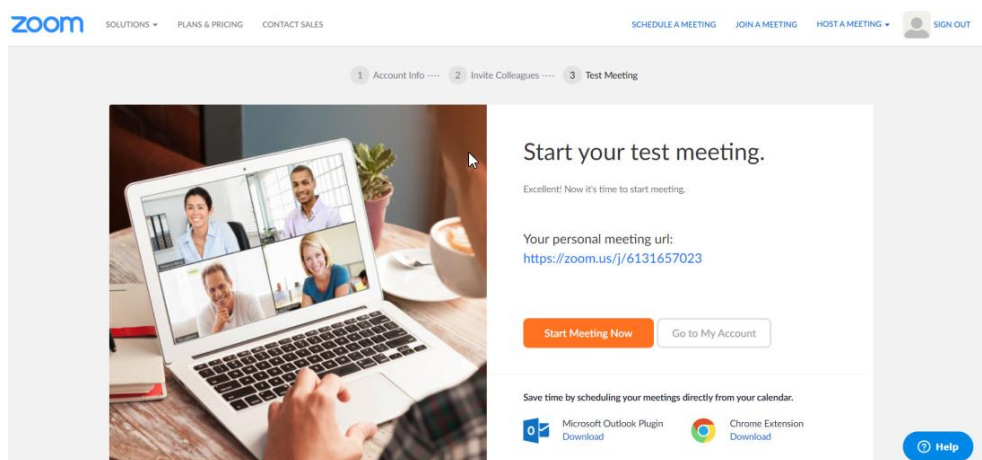 zoom
SOLUTIONS PLANS & PRICING CONTACT SALES SCHEDULE A MEETING JOIN A MEETING HOST A MEETING SIGN OUT
1 Account Info ---- 2 Invite Colleagues ---- 3 Test Meeting
Start your test meeting.
Excellent! Now it's time to start meeting.
Your personal meeting url:
https://zoom.us/j/6131657023
Start Meeting Now Go to My Account
Save time by scheduling your meetings directly from your calendar.
Microsoft Outlook Plugin
Download
Chrome Extension
Download
Help